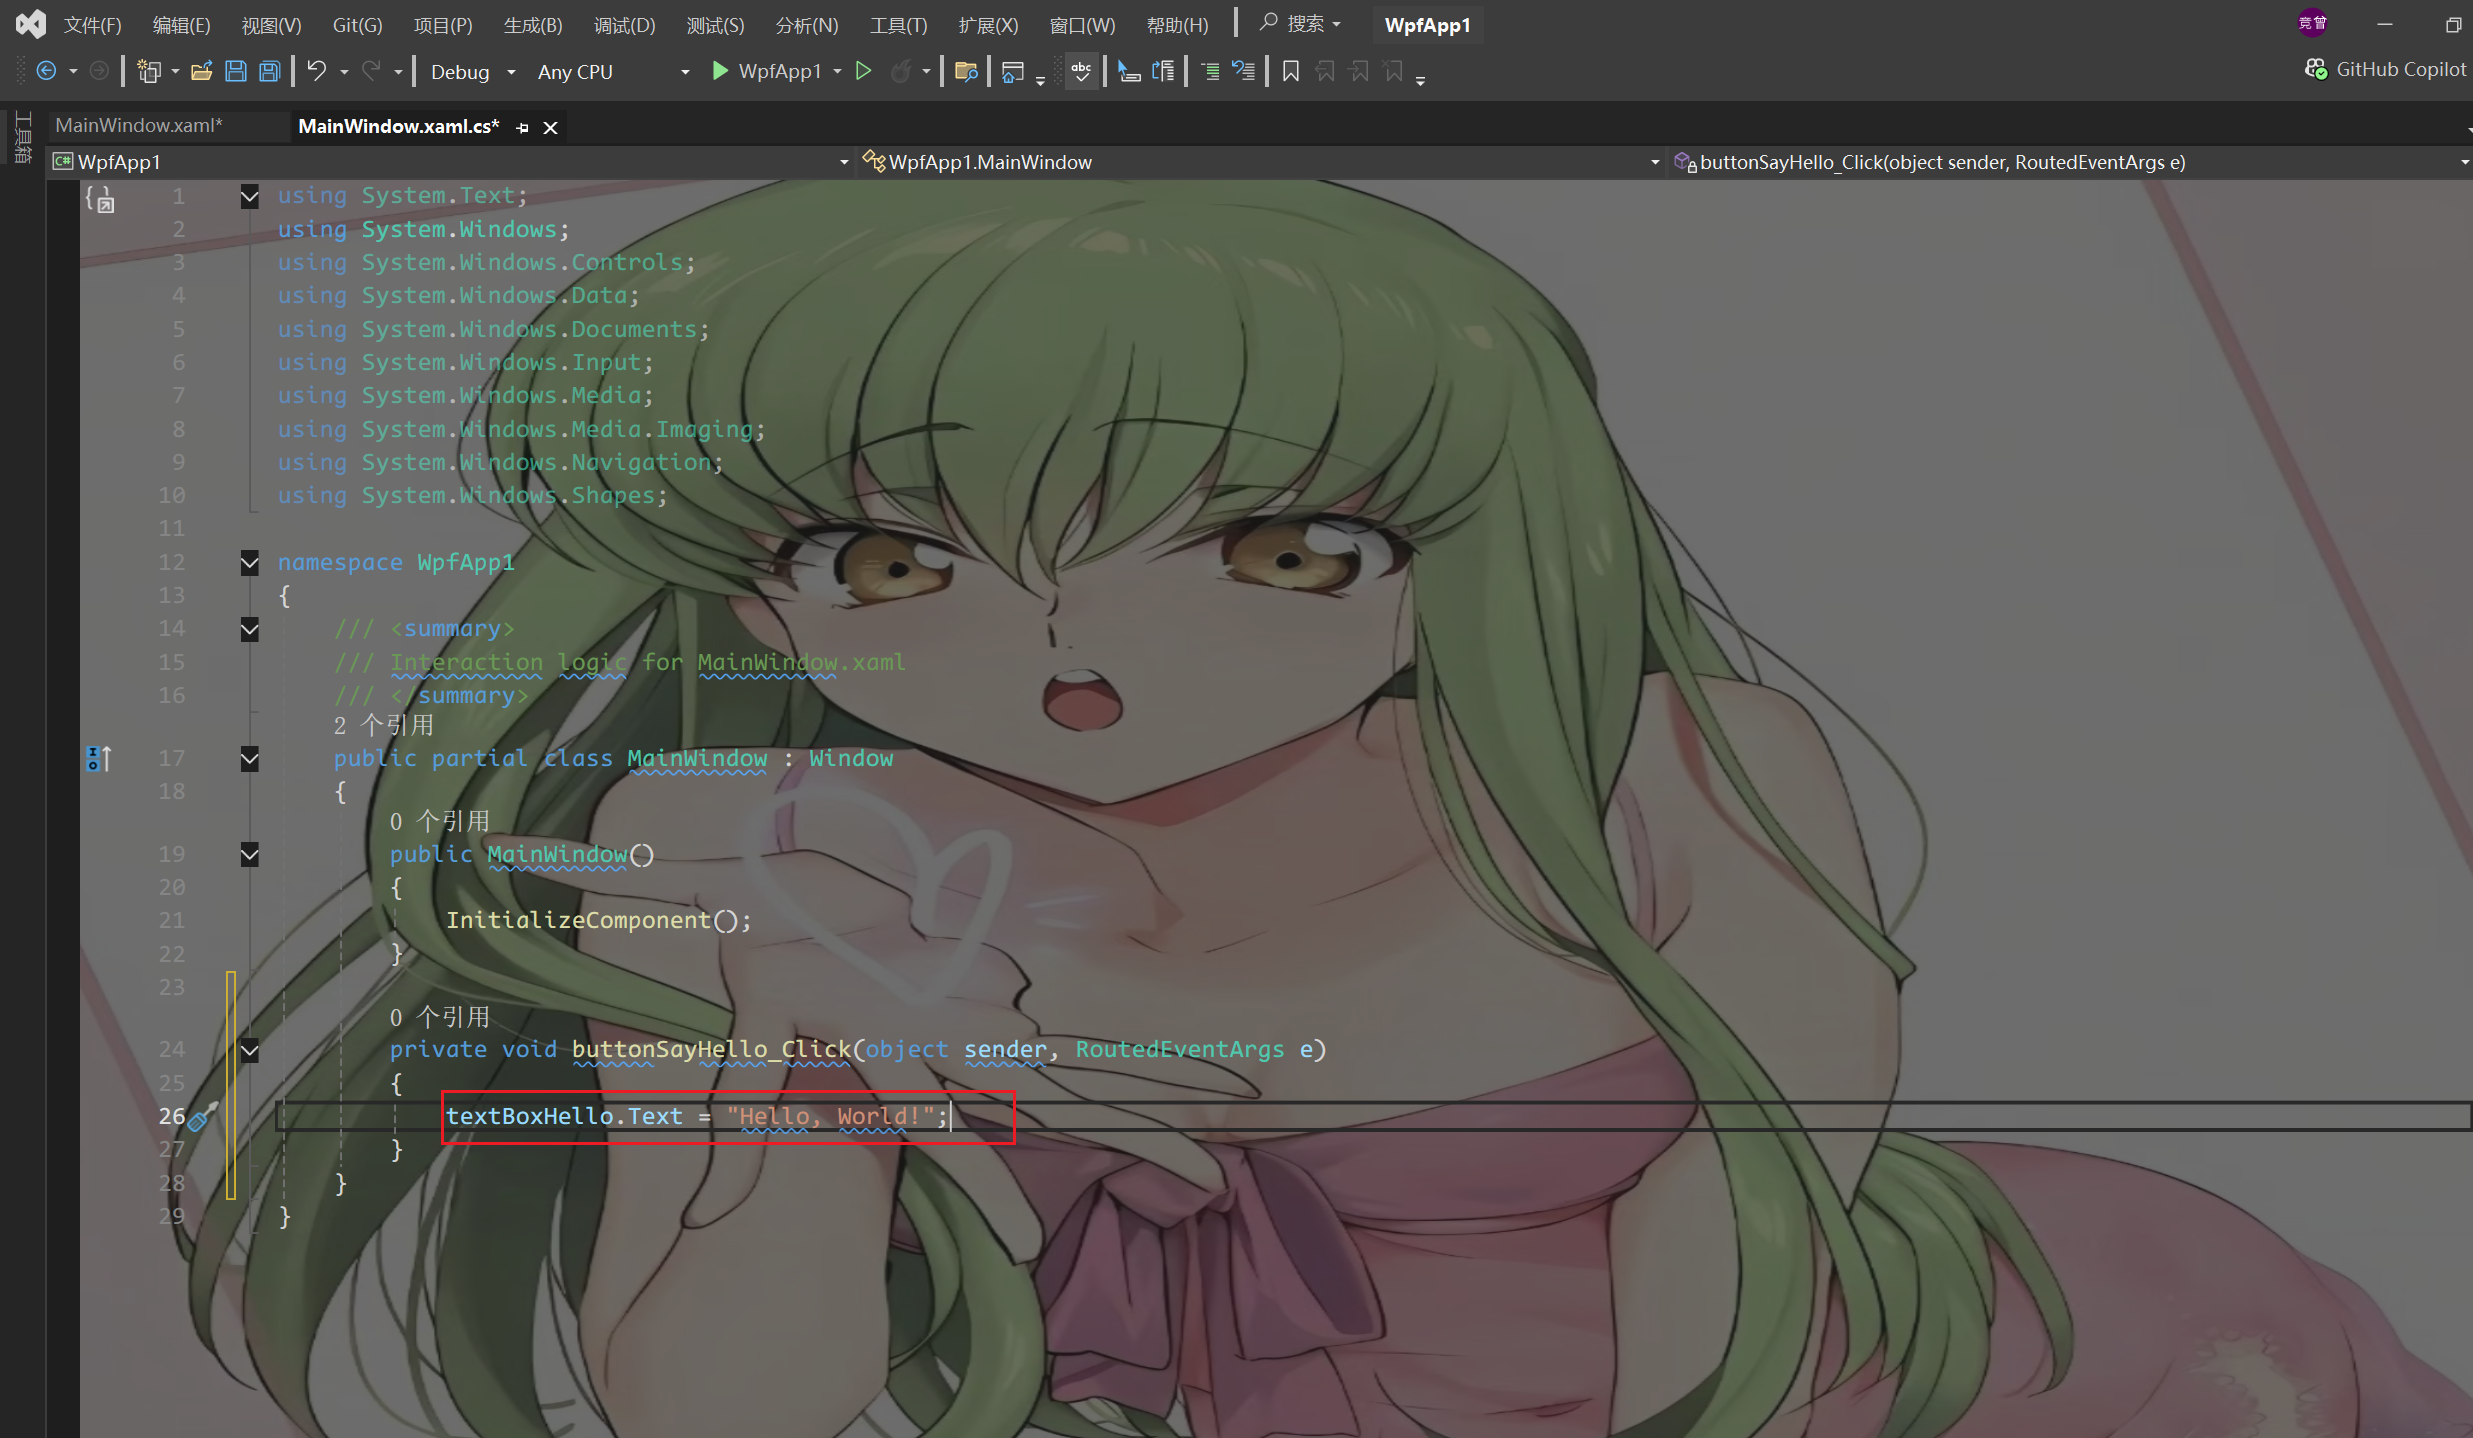 文件(F) 编辑(E) 视图(V) Git(G) 项目(P) 生成(B) 调试(D) 测试(S) 分析(N) 工具(T) 扩展(X) 窗口(W) 帮助(H) 搜索 WpfApp1 竞曾
Debug Any CPU WpfApp1 abc GitHub Copilot
工具箱
MainWindow.xaml* MainWindow.xaml.cs*
C# WpfApp1 WpfApp1.MainWindow buttonSayHello_Click(object sender, RoutedEventArgs e)
1 using System.Text;
2 using System.Windows;
3 using System.Windows.Controls;
4 using System.Windows.Data;
5 using System.Windows.Documents;
6 using System.Windows.Input;
7 using System.Windows.Media;
8 using System.Windows.Media.Imaging;
9 using System.Windows.Navigation;
10 using System.Windows.Shapes;
11
12 namespace WpfApp1
13 {
14 /// <summary>
15 /// Interaction logic for MainWindow.xaml
16 /// </summary>
2 个引用
17 public partial class MainWindow : Window
18 {
0 个引用
19 public MainWindow()
20 {
21 InitializeComponent();
22 }
23
0 个引用
24 private void buttonSayHello_Click(object sender, RoutedEventArgs e)
25 {
26 textBoxHello.Text = "Hello, World!";
27 }
28 }
29 }